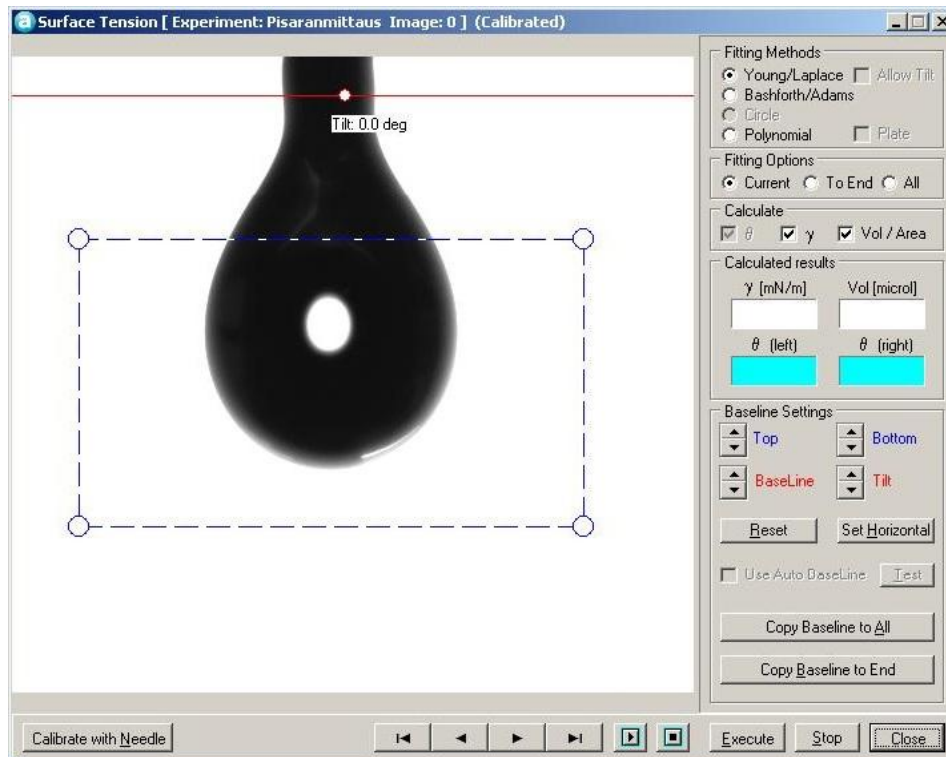 Surface Tension [ Experiment: Pisaranmittaus Image: 0 ] (Calibrated)
Tilt: 0.0 deg
Fitting Methods
Young/Laplace Allow Tilt
Bashforth/Adams
Circle
Polynomial Plate
Fitting Options
Current To End All
Calculate
θ γ Vol / Area
Calculated results
γ [mN/m] Vol [microl]
θ (left) θ (right)
Baseline Settings
Top Bottom
BaseLine Tilt
Reset Set Horizontal
Use Auto BaseLine Test
Copy Baseline to All
Copy Baseline to End
Calibrate with Needle Execute Stop Close